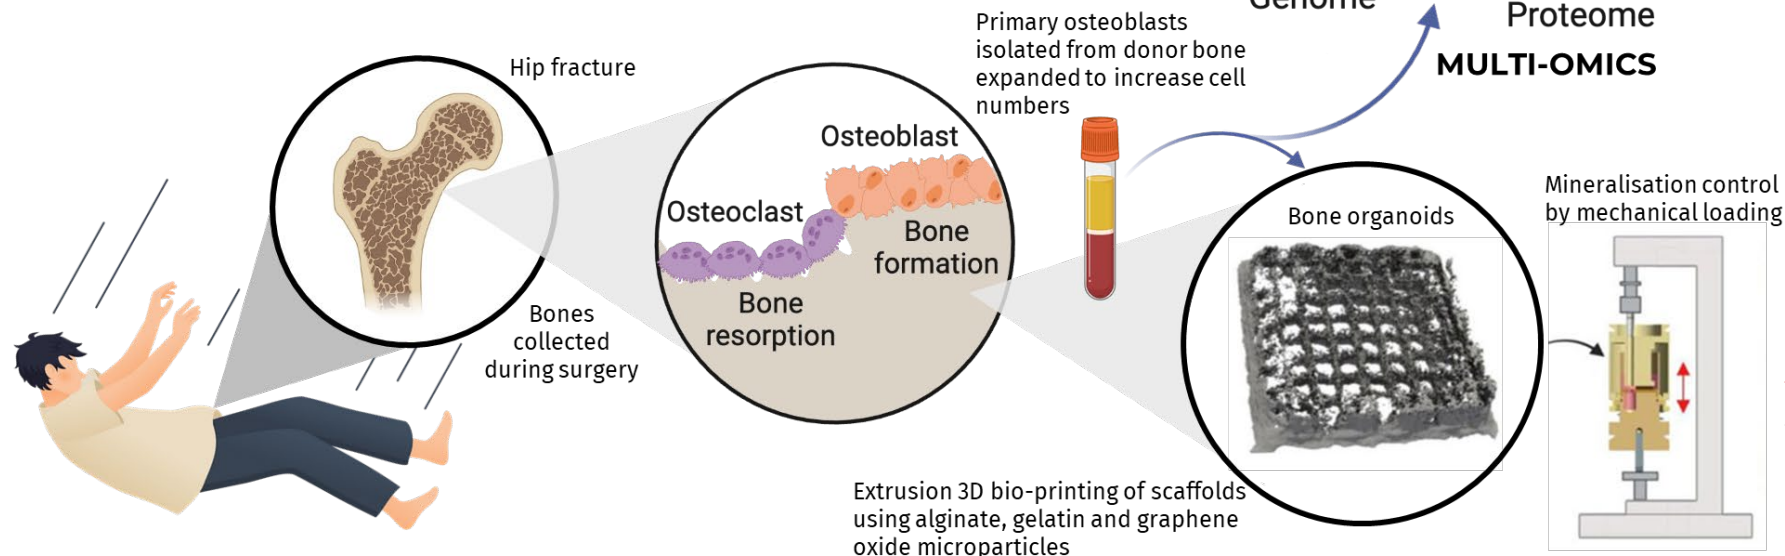 Genome
Proteome
MULTI-OMICS
Primary osteoblasts
isolated from donor bone
expanded to increase cell
numbers
Hip fracture
Osteoblast
Osteoclast
Bone
formation
Bone
resorption
Bones
collected
during surgery
Bone organoids
Mineralisation control
by mechanical loading
Extrusion 3D bio-printing of scaffolds
using alginate, gelatin and graphene
oxide microparticles